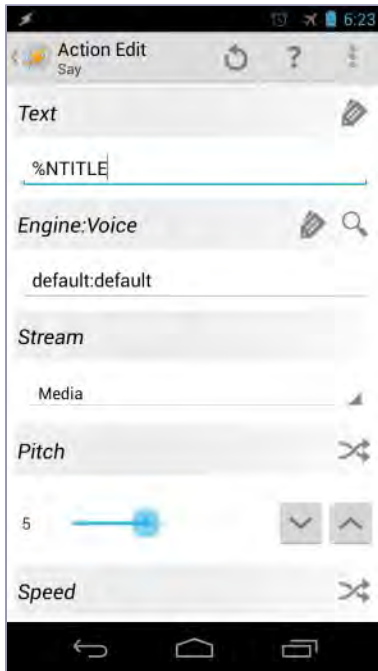 6:23
Action Edit
Say
?
Text
%NTITLE
Engine:Voice
default:default
Stream
Media
Pitch
5
Speed